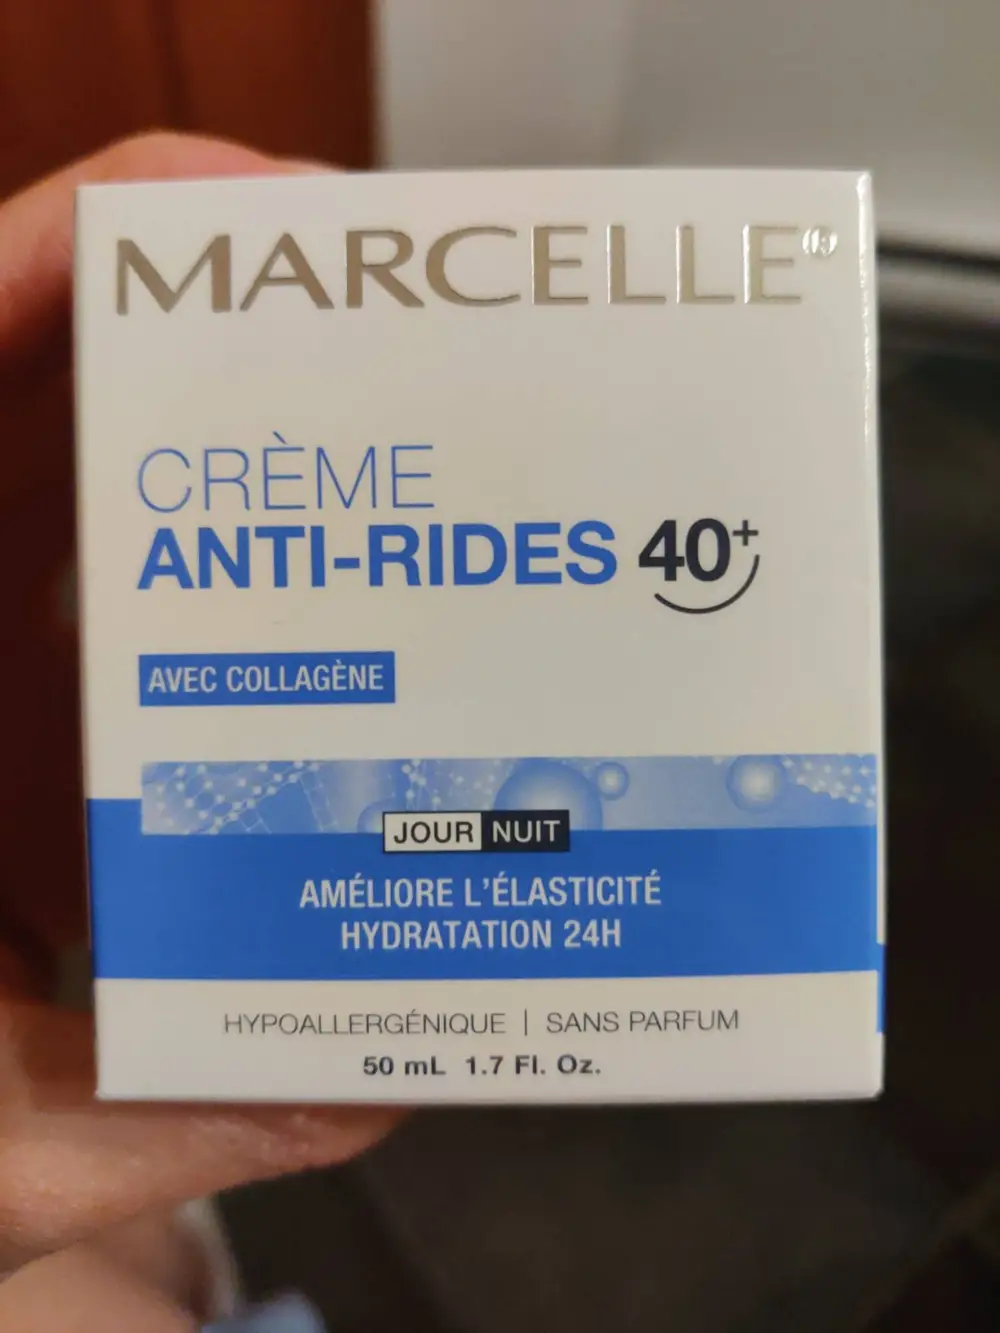 MARCELLE®
CRÈME
ANTI-RIDES 40+
AVEC COLLAGÈNE
JOUR NUIT
AMÉLIORE L'ÉLASTICITÉ
HYDRATATION 24H
HYPOALLERGÉNIQUE | SANS PARFUM
50 mL 1.7 Fl. Oz.